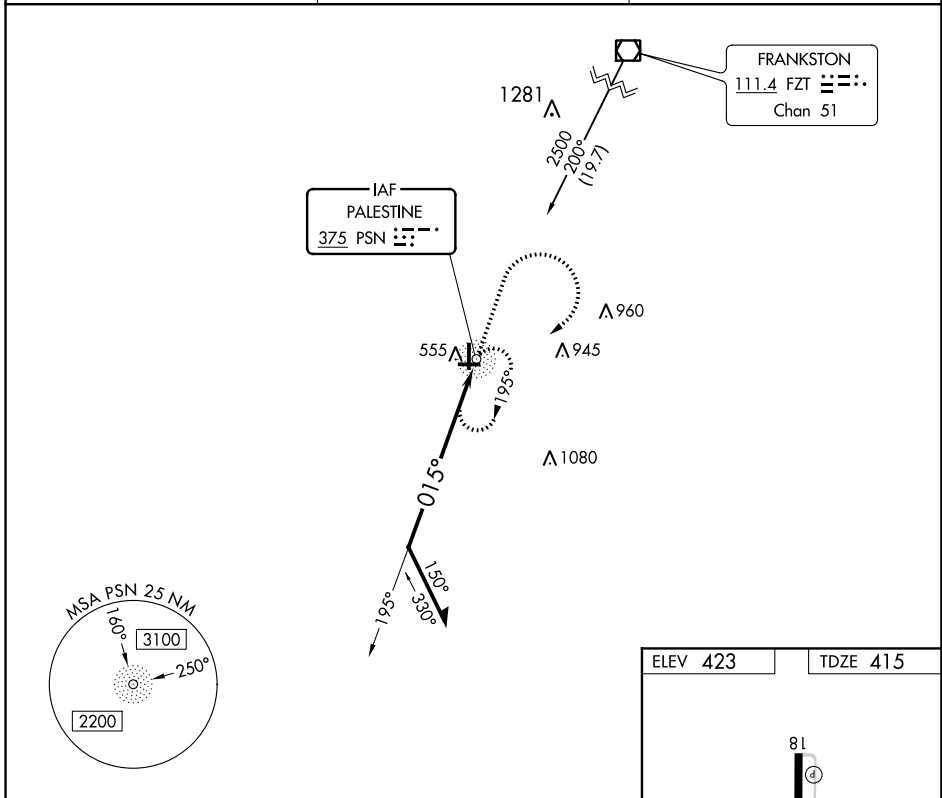 FRANKSTON
111.4 FZT
Chan 51
1281
2500
200°
(19.7)
IAF
PALESTINE
375 PSN
960
555
945
195°
1080
015°
150°
330°
195°
MSA PSN 25 NM
160°
3100
250°
2200
ELEV 423
TDZE 415
18
P